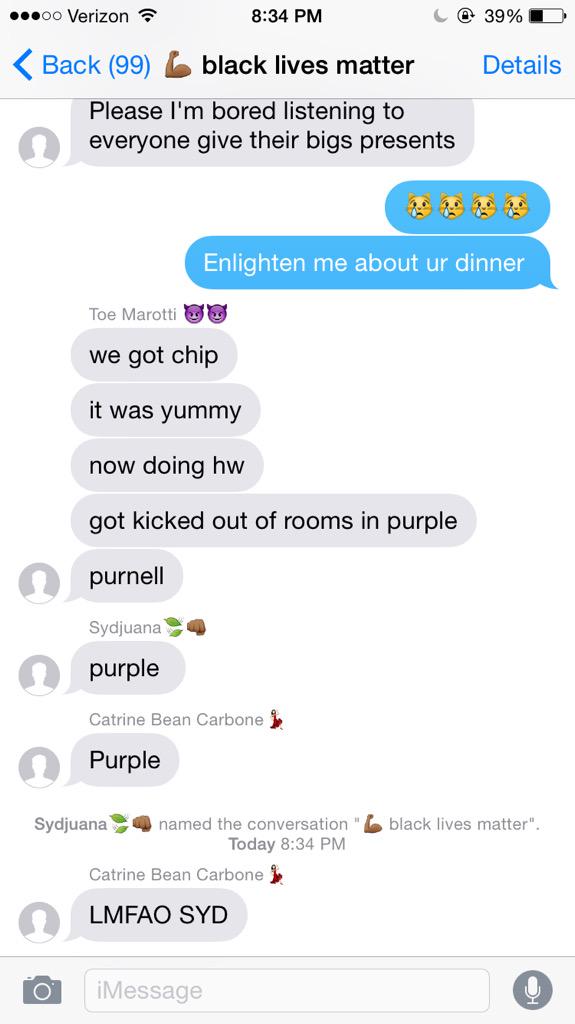 Verizon 8:34 PM 39%
Back (99) 💪🏾 black lives matter Details
Please I'm bored listening to
everyone give their bigs presents
😿😿😿😿
Enlighten me about ur dinner
Toe Marotti 😈😈
we got chip
it was yummy
now doing hw
got kicked out of rooms in purple
purnell
Sydjuana🍃👊🏾
purple
Catrine Bean Carbone 💃
Purple
Sydjuana🍃👊🏾 named the conversation "💪🏾 black lives matter".
Today 8:34 PM
Catrine Bean Carbone 💃
LMFAO SYD
iMessage